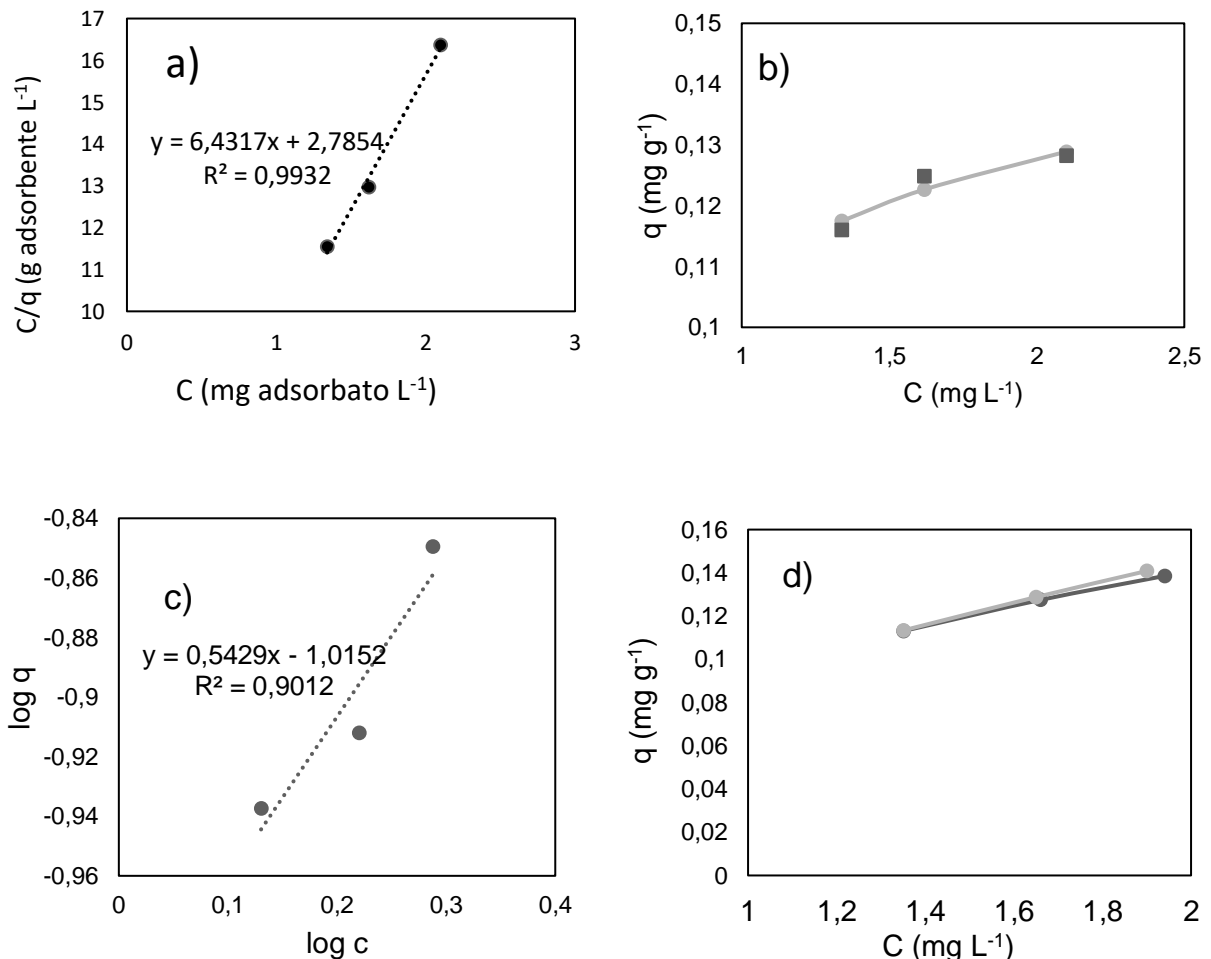 a)
17
16
15
14
13
12
11
10
C/q (g adsorbente L⁻¹)
y = 6,4317x + 2,7854
R² = 0,9932
0 1 2 3
C (mg adsorbato L⁻¹)
b)
0,15
0,14
0,13
0,12
0,11
0,1
q (mg g⁻¹)
1 1,5 2 2,5
C (mg L⁻¹)
c)
-0,84
-0,86
-0,88
-0,9
-0,92
-0,94
-0,96
log q
y = 0,5429x - 1,0152
R² = 0,9012
0 0,1 0,2 0,3 0,4
log c
d)
0,16
0,14
0,12
0,1
0,08
0,06
0,04
0,02
0
q (mg g⁻¹)
1 1,2 1,4 1,6 1,8 2
C (mg L⁻¹)